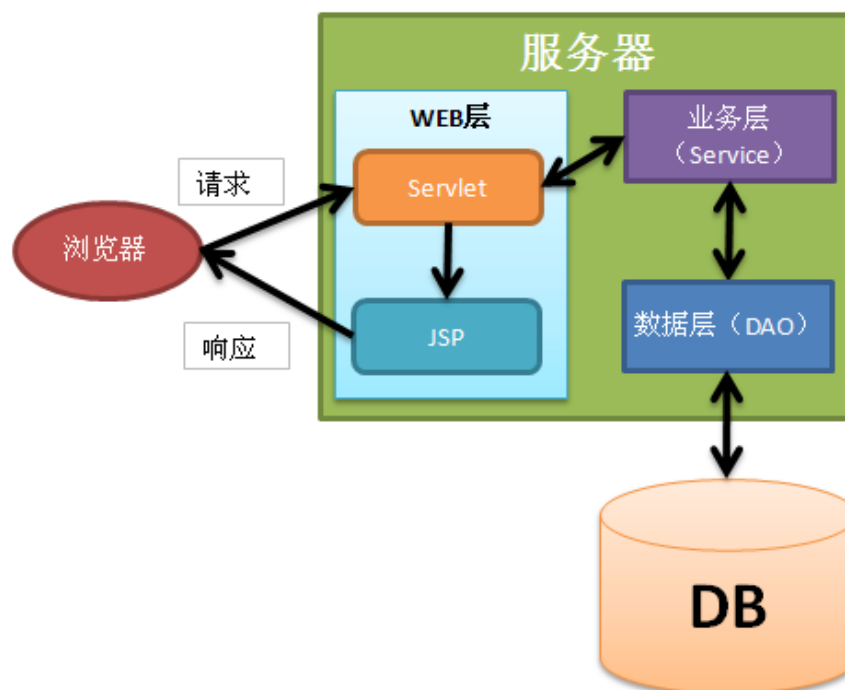 服务器
WEB层
业务层
（Service）
请求
Servlet
浏览器
响应
JSP
数据层（DAO）
DB